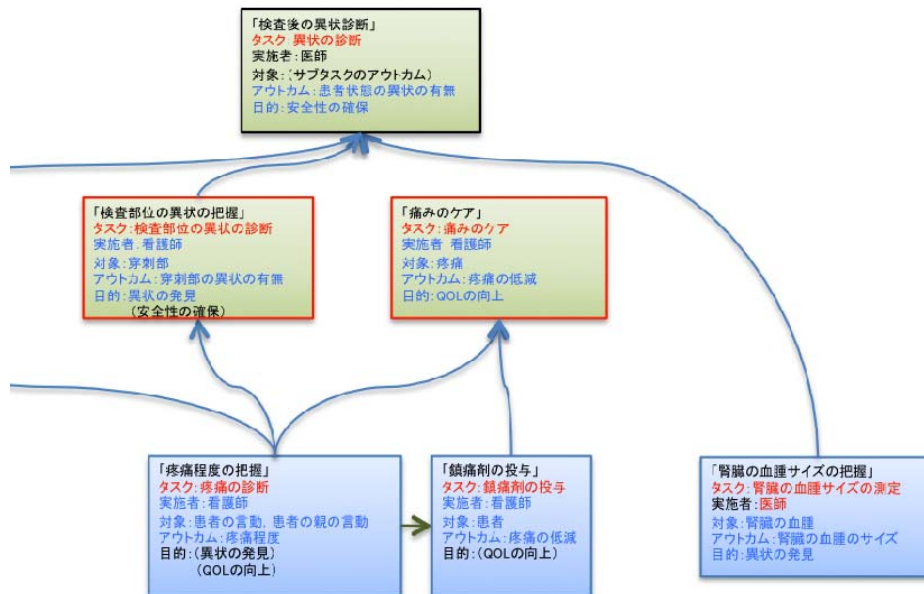 「検査後の異状診断」
タスク:異状の診断
実施者:医師
対象:(サブタスクのアウトカム)
アウトカム:患者状態の異状の有無
目的:安全性の確保
「検査部位の異状の把握」
タスク:検査部位の異状の診断
実施者:看護師
対象:穿刺部
アウトカム:穿刺部の異状の有無
目的:異状の発見
(安全性の確保)
「痛みのケア」
タスク:痛みのケア
実施者 看護師
対象:疼痛
アウトカム:疼痛の低減
目的:QOLの向上
「疼痛程度の把握」
タスク:疼痛の診断
実施者:看護師
対象:患者の言動, 患者の親の言動
アウトカム:疼痛程度
目的:(異状の発見)
(QOLの向上)
「鎮痛剤の投与」
タスク:鎮痛剤の投与
実施者:看護師
対象:患者
アウトカム:疼痛の低減
目的:(QOLの向上)
「腎臓の血腫サイズの把握」
タスク:腎臓の血腫サイズの測定
実施者:医師
対象:腎臓の血腫
アウトカム:腎臓の血腫のサイズ
目的:異状の発見